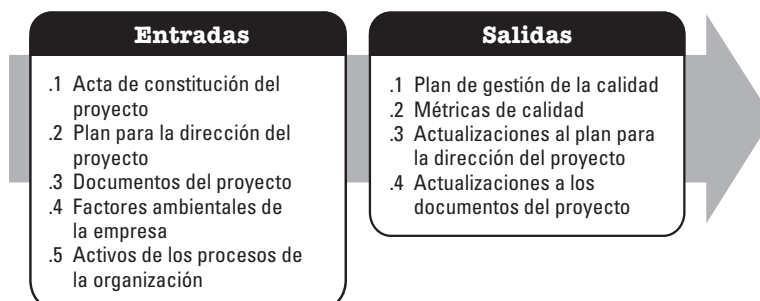 Entradas
.1 Acta de constitución del
proyecto
.2 Plan para la dirección del
proyecto
.3 Documentos del proyecto
.4 Factores ambientales de
la empresa
.5 Activos de los procesos de
la organización
Salidas
.1 Plan de gestión de la calidad
.2 Métricas de calidad
.3 Actualizaciones al plan para
la dirección del proyecto
.4 Actualizaciones a los
documentos del proyecto